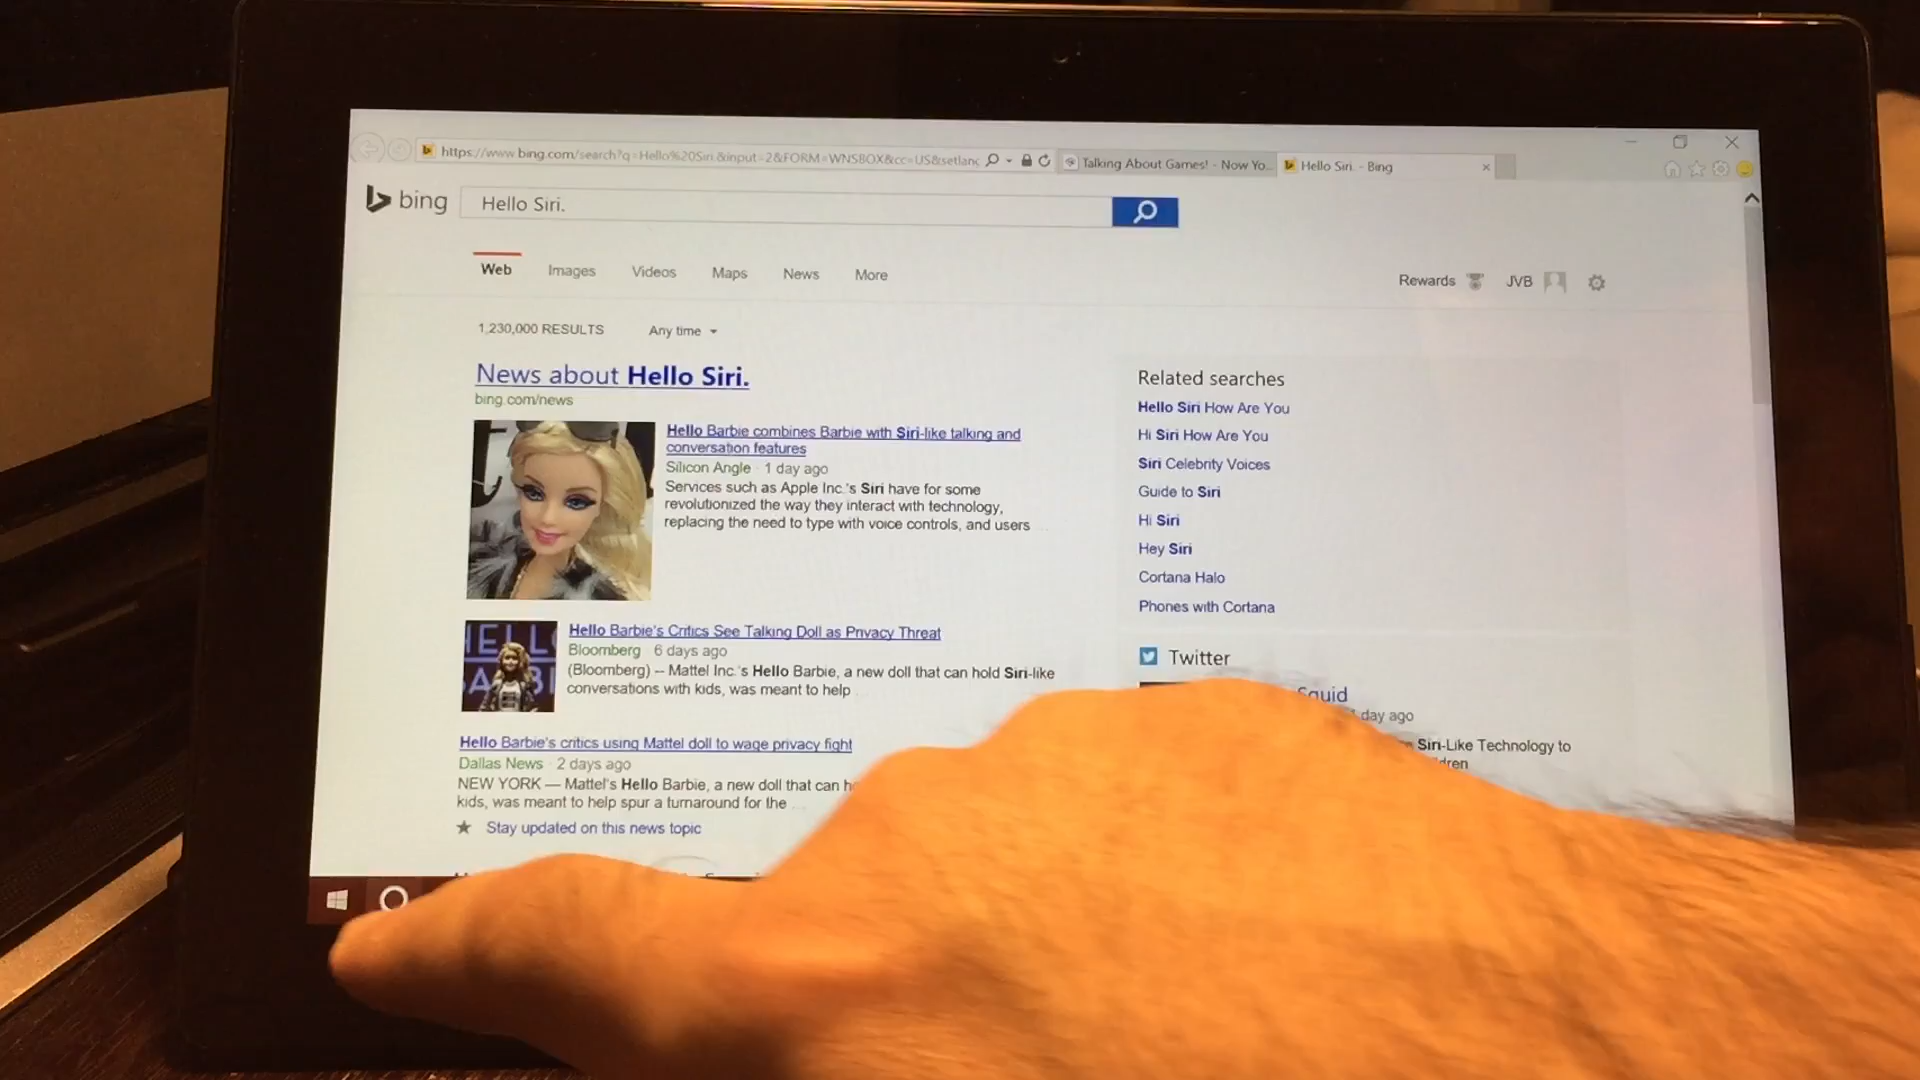 https://www.bing.com/search?q=Hello%20Siri.&input=2&FORM=WNSBOX&cc=US&setlanc
Talking About Games! - Now Yo...
Hello Siri. - Bing
bing
Hello Siri.
Web Images Videos Maps News More
Rewards JVB
1,230,000 RESULTS Any time
News about Hello Siri.
bing.com/news
Hello Barbie combines Barbie with Siri-like talking and
conversation features
Silicon Angle · 1 day ago
Services such as Apple Inc.'s Siri have for some
revolutionized the way they interact with technology,
replacing the need to type with voice controls, and users
HELLO
BARBI
Hello Barbie's Critics See Talking Doll as Privacy Threat
Bloomberg · 6 days ago
(Bloomberg) -- Mattel Inc.'s Hello Barbie, a new doll that can hold Siri-like
conversations with kids, was meant to help
Hello Barbie's critics using Mattel doll to wage privacy fight
Dallas News · 2 days ago
NEW YORK — Mattel's Hello Barbie, a new doll that can h
kids, was meant to help spur a turnaround for the ...
Stay updated on this news topic
Related searches
Hello Siri How Are You
Hi Siri How Are You
Siri Celebrity Voices
Guide to Siri
Hi Siri
Hey Siri
Cortana Halo
Phones with Cortana
Twitter
Squid
day ago
Siri-Like Technology to
dren